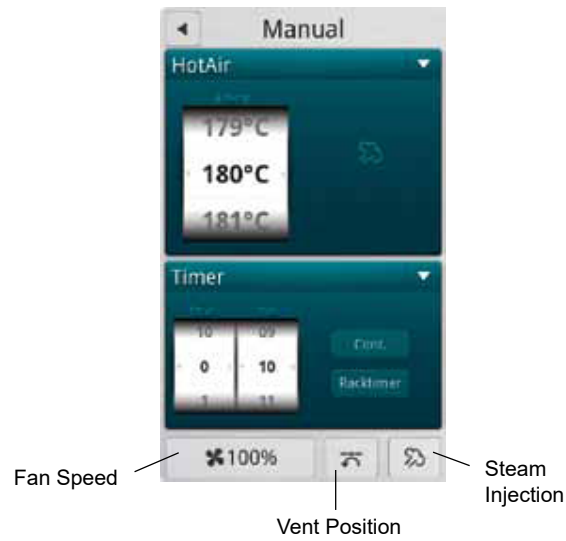 Manual
HotAir
179°C
180°C
181°C
Timer
10 09
0 10
1 11
Cont.
Racktimer
100%
Fan Speed
Vent Position
Steam
Injection